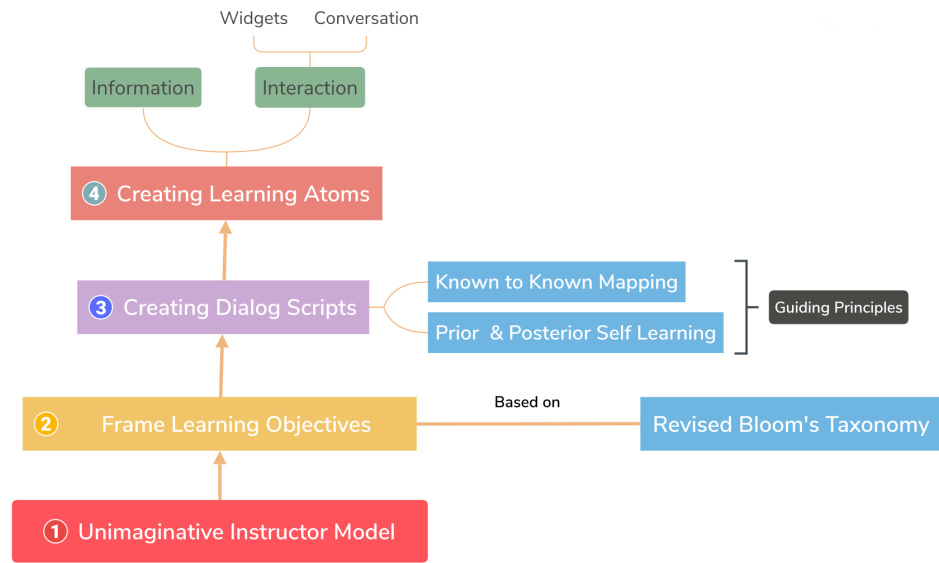 Widgets
Conversation
Information
Interaction
4 Creating Learning Atoms
3 Creating Dialog Scripts
Known to Known Mapping
Prior & Posterior Self Learning
Guiding Principles
2 Frame Learning Objectives
Based on
Revised Bloom's Taxonomy
1 Unimaginative Instructor Model